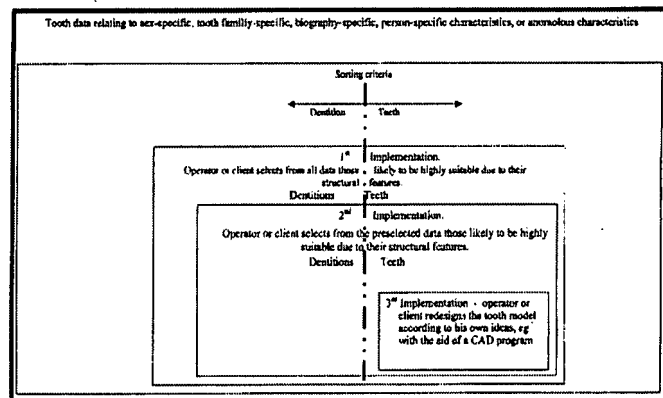 Tooth data relating to sex-specific, tooth family-specific, biography-specific, person-specific characteristics, or anomalous characteristics
Sorting criteria
Dentition Teeth
1st Implementation.
Operator or client selects from all data those likely to be highly suitable due to their
structural features.
Dentitions Teeth
2nd Implementation.
Operator or client selects from the preselected data those likely to be highly
suitable due to their structural features.
Dentitions Teeth
3rd Implementation - operator or
client redesigns the tooth model
according to his own ideas, eg
with the aid of a CAD program